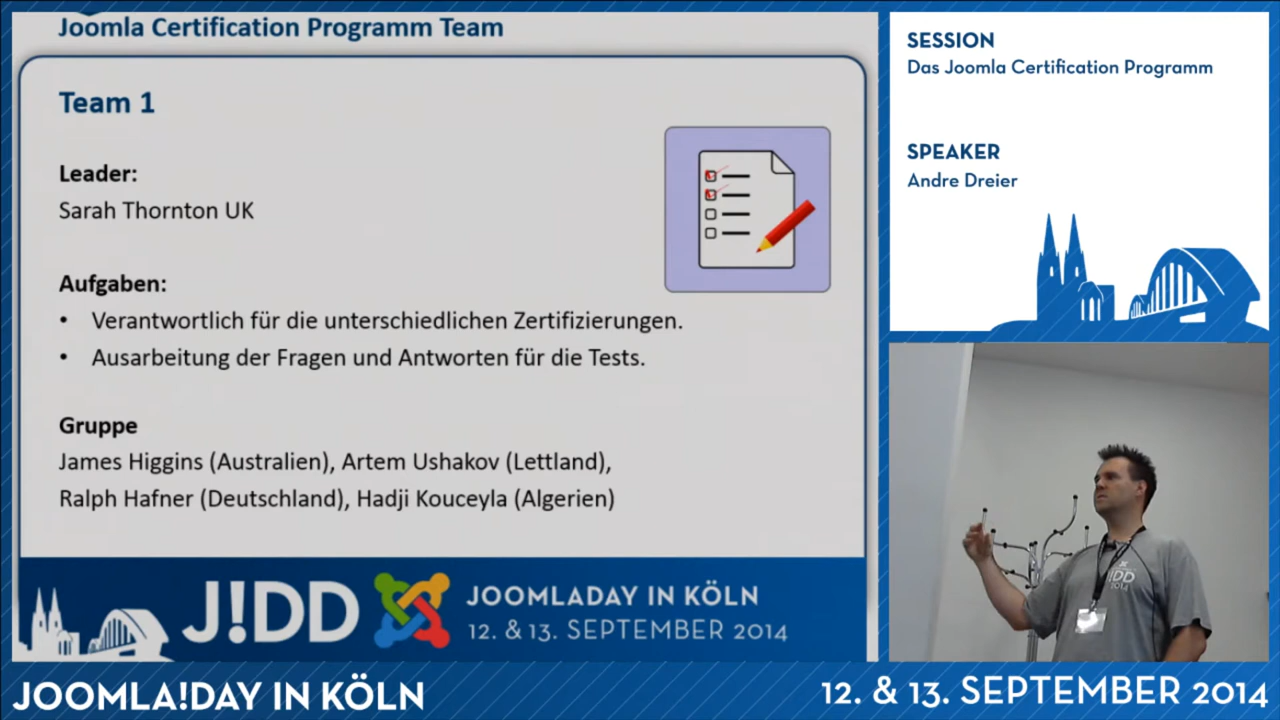 Joomla Certification Programm Team
Team 1
Leader:
Sarah Thornton UK
Aufgaben:
• Verantwortlich für die unterschiedlichen Zertifizierungen.
• Ausarbeitung der Fragen und Antworten für die Tests.
Gruppe
James Higgins (Australien), Artem Ushakov (Lettland),
Ralph Hafner (Deutschland), Hadji Kouceyla (Algerien)
J!DD
JOOMLADAY IN KÖLN
12. & 13. SEPTEMBER 2014
SESSION
Das Joomla Certification Programm
SPEAKER
Andre Dreier
J!DD
2014
JOOMLA!DAY IN KÖLN
12. & 13. SEPTEMBER 2014